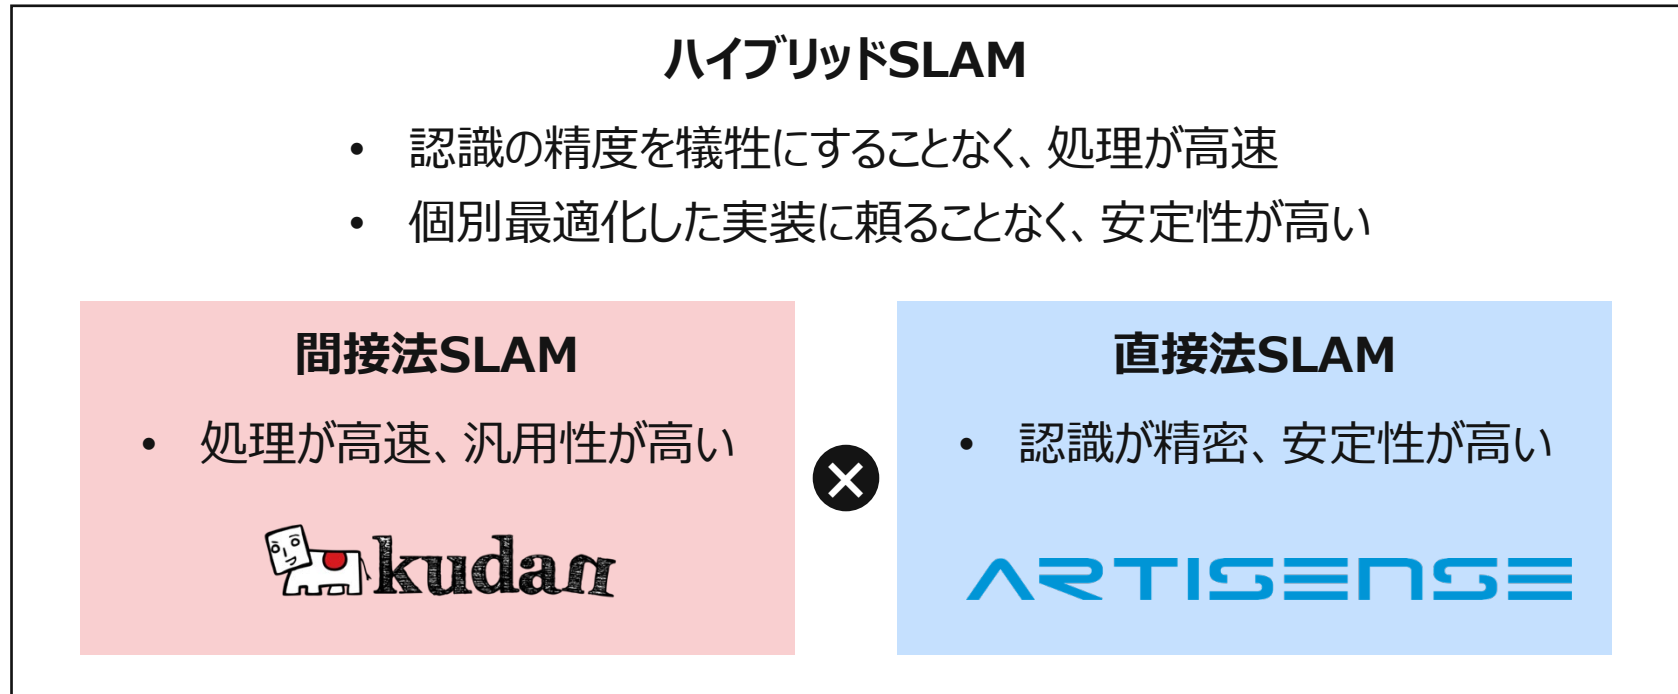 ハイブリッドSLAM
• 認識の精度を犠牲にすることなく、処理が高速
• 個別最適化した実装に頼ることなく、安定性が高い
間接法SLAM
• 処理が高速、汎用性が高い
kudan
直接法SLAM
• 認識が精密、安定性が高い
ARTISENSE